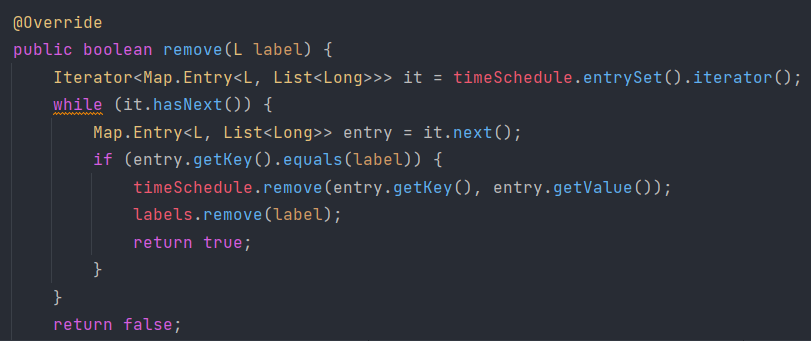 @Override
public boolean remove(L label) {
    Iterator<Map.Entry<L, List<Long>>> it = timeSchedule.entrySet().iterator();
    while (it.hasNext()) {
        Map.Entry<L, List<Long>> entry = it.next();
        if (entry.getKey().equals(label)) {
            timeSchedule.remove(entry.getKey(), entry.getValue());
            labels.remove(label);
            return true;
        }
    }
    return false;